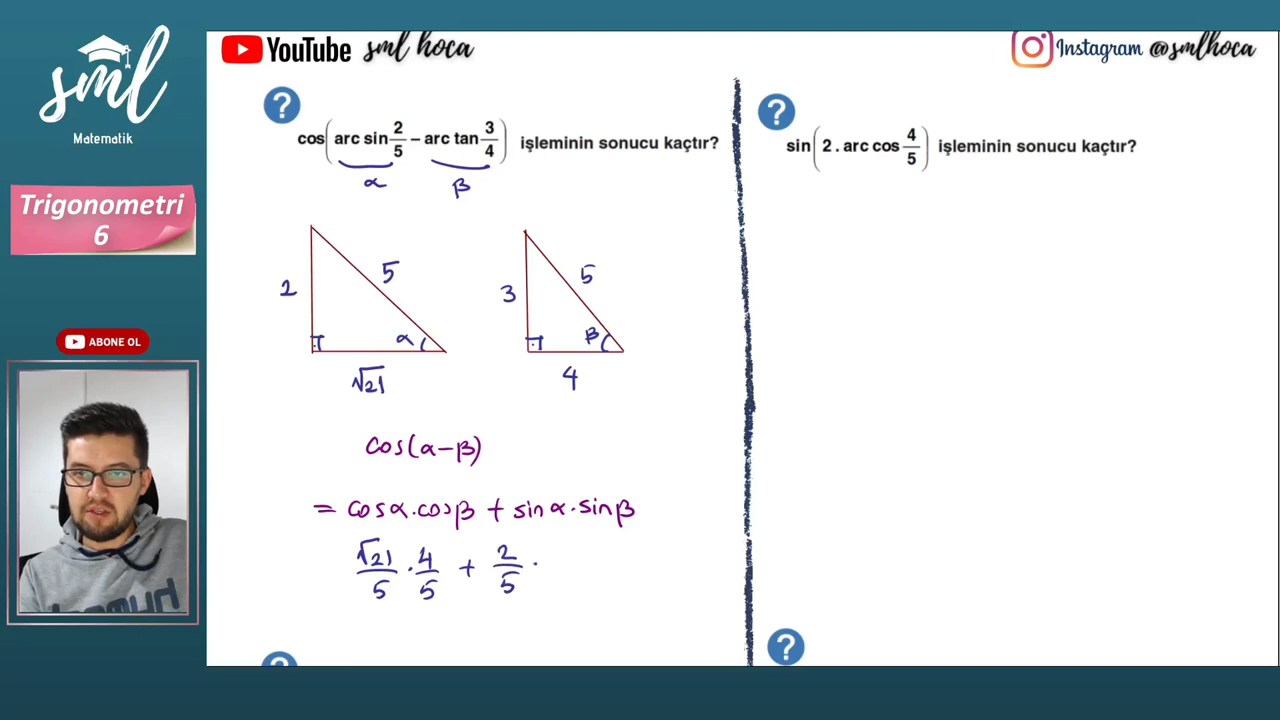 sml
Matematik
Trigonometri
6
ABONE OL
YouTube sml hoca
Instagram @smlhoca
?
cos(arc sin 2/5 − arc tan 3/4) işleminin sonucu kaçtır?
α β
2 5 α √21
3 5 β 4
cos(α−β)
= cosα.cosβ + sinα.sinβ
√21/5 . 4/5 + 2/5 .
?
?
sin(2. arc cos 4/5) işleminin sonucu kaçtır?
?